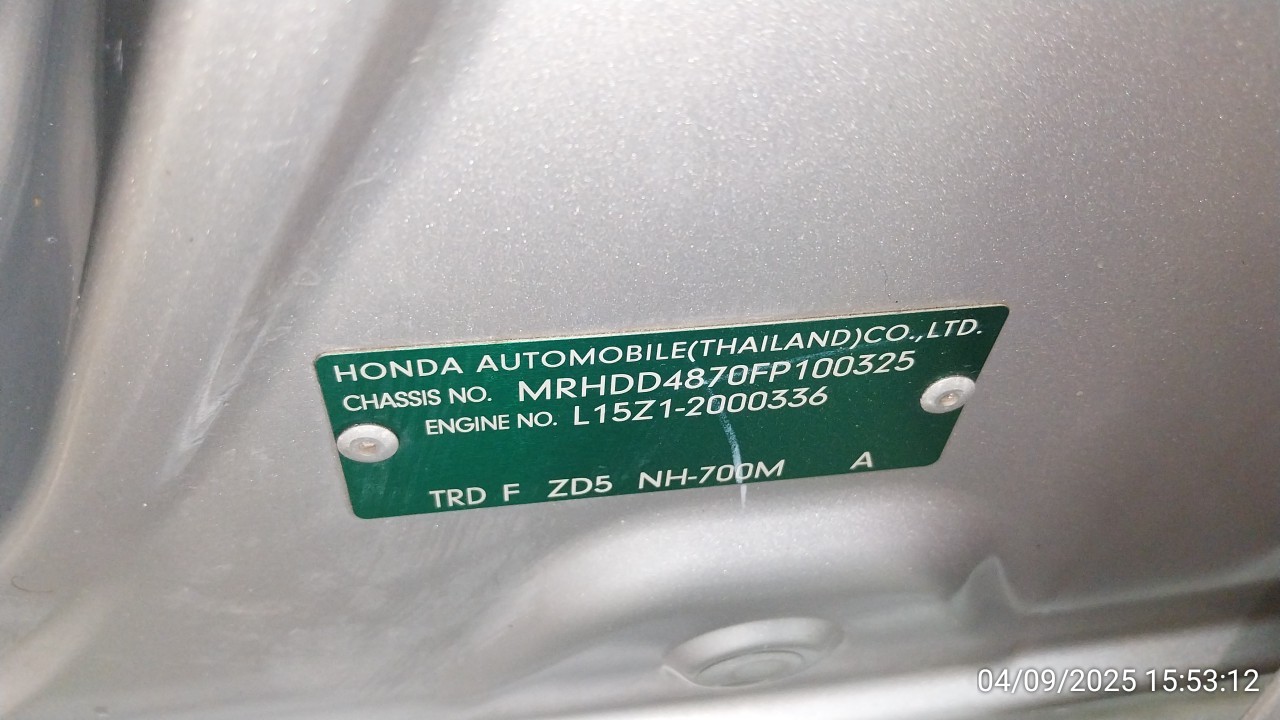 HONDA AUTOMOBILE(THAILAND)CO.,LTD.
CHASSIS NO. MRHDD4870FP100325
ENGINE NO. L15Z1-2000336
TRD F ZD5 NH-700M A
04/09/2025 15:53:12